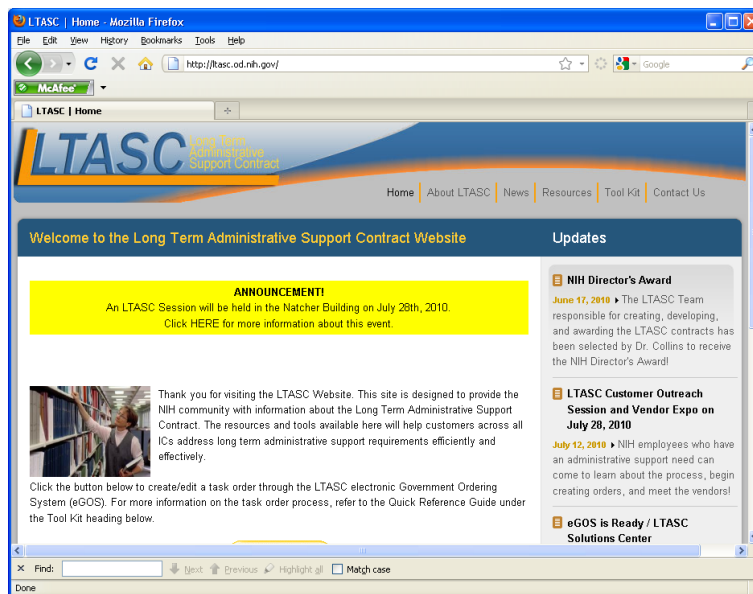 LTASC | Home - Mozilla Firefox
File Edit View History Bookmarks Tools Help
http://ltasc.od.nih.gov/
Google
McAfee
LTASC | Home
LTASC
Long Term
Administrative
Support Contract
Home About LTASC News Resources Tool Kit Contact Us
Welcome to the Long Term Administrative Support Contract Website
ANNOUNCEMENT!
An LTASC Session will be held in the Natcher Building on July 28th, 2010.
Click HERE for more information about this event.
Thank you for visiting the LTASC Website. This site is designed to provide the
NIH community with information about the Long Term Administrative Support
Contract. The resources and tools available here will help customers across all
ICs address long term administrative support requirements efficiently and
effectively.
Click the button below to create/edit a task order through the LTASC electronic Government Ordering
System (eGOS). For more information on the task order process, refer to the Quick Reference Guide under
the Tool Kit heading below.
Updates
NIH Director's Award
June 17, 2010 The LTASC Team
responsible for creating, developing,
and awarding the LTASC contracts has
been selected by Dr. Collins to receive
the NIH Director's Award!
LTASC Customer Outreach
Session and Vendor Expo on
July 28, 2010
July 12, 2010 NIH employees who have
an administrative support need can
come to learn about the process, begin
creating orders, and meet the vendors!
eGOS is Ready / LTASC
Solutions Center
Find: Next Previous Highlight all Match case
Done